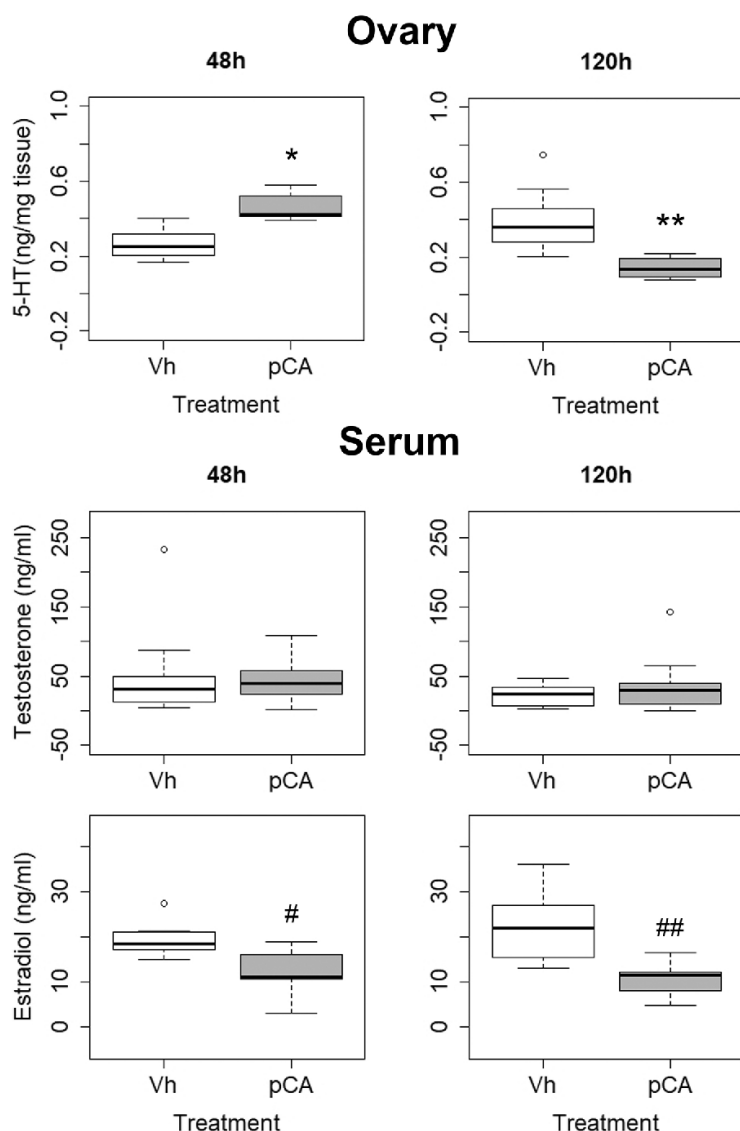 Ovary
48h
120h
5-HT(ng/mg tissue)
1.0
0.6
0.2
-0.2
*
Vh
pCA
Treatment
1.0
0.6
0.2
-0.2
**
Vh
pCA
Treatment
Serum
48h
120h
Testosterone (ng/ml)
250
150
50
-50
Vh
pCA
250
150
50
-50
Vh
pCA
Estradiol (ng/ml)
30
10
0
#
Vh
pCA
Treatment
30
10
0
##
Vh
pCA
Treatment